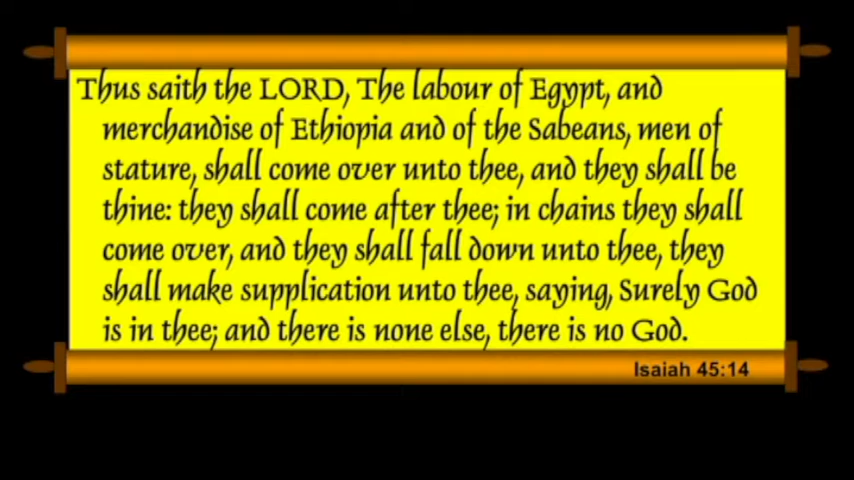 Thus saith the LORD, The labour of Egypt, and
merchandise of Ethiopia and of the Sabeans, men of
stature, shall come over unto thee, and they shall be
thine: they shall come after thee; in chains they shall
come over, and they shall fall down unto thee, they
shall make supplication unto thee, saying, Surely God
is in thee; and there is none else, there is no God.
Isaiah 45:14